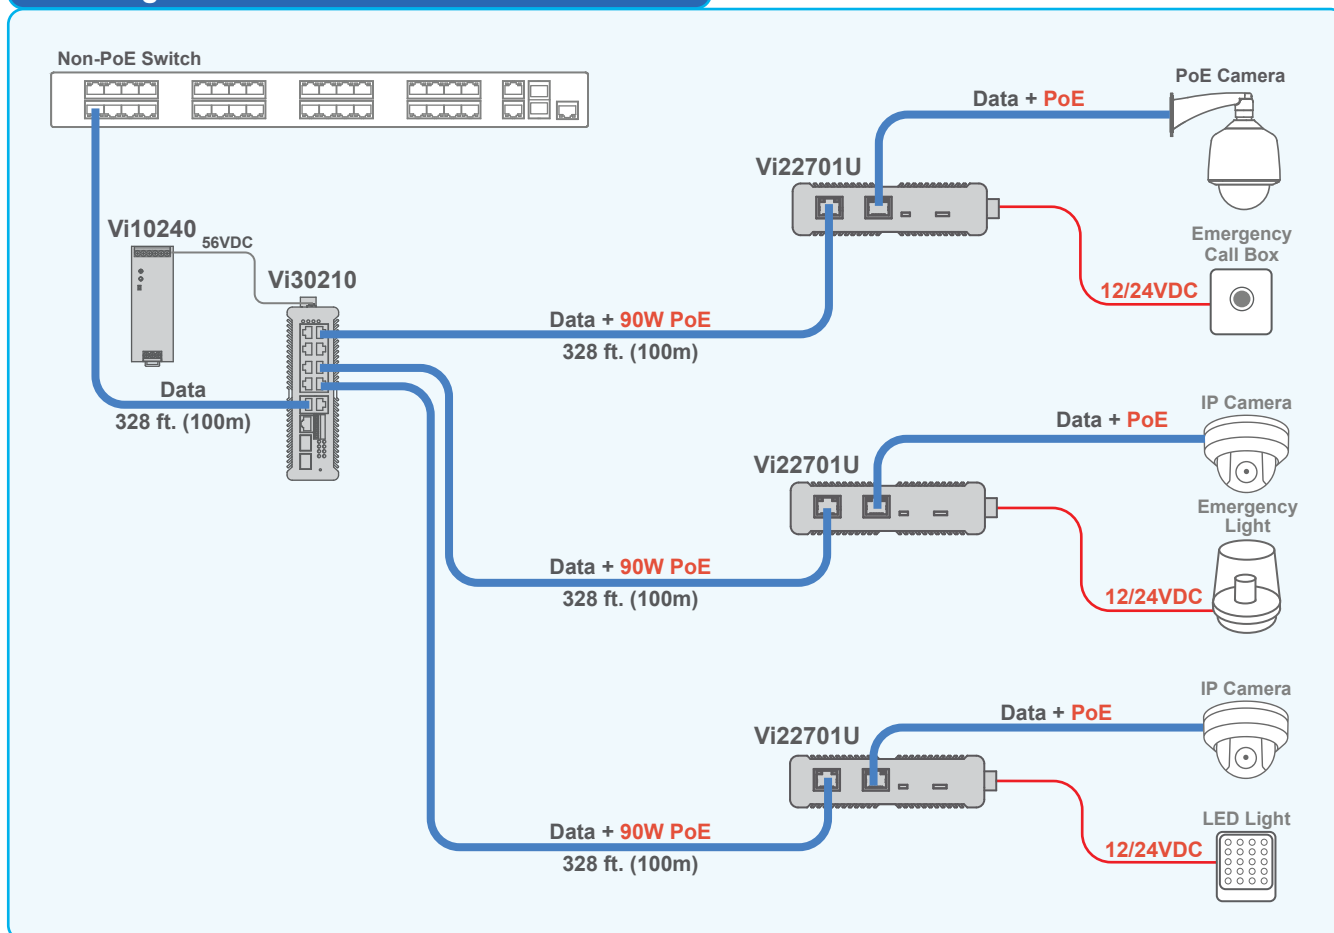 Non-PoE Switch
PoE Camera
Data + PoE
Vi22701U
Vi10240
56VDC
Emergency
Call Box
Vi30210
12/24VDC
Data + 90W PoE
328 ft. (100m)
Data
328 ft. (100m)
IP Camera
Data + PoE
Vi22701U
Emergency
Light
Data + 90W PoE
328 ft. (100m)
12/24VDC
IP Camera
Data + PoE
Vi22701U
LED Light
Data + 90W PoE
328 ft. (100m)
12/24VDC